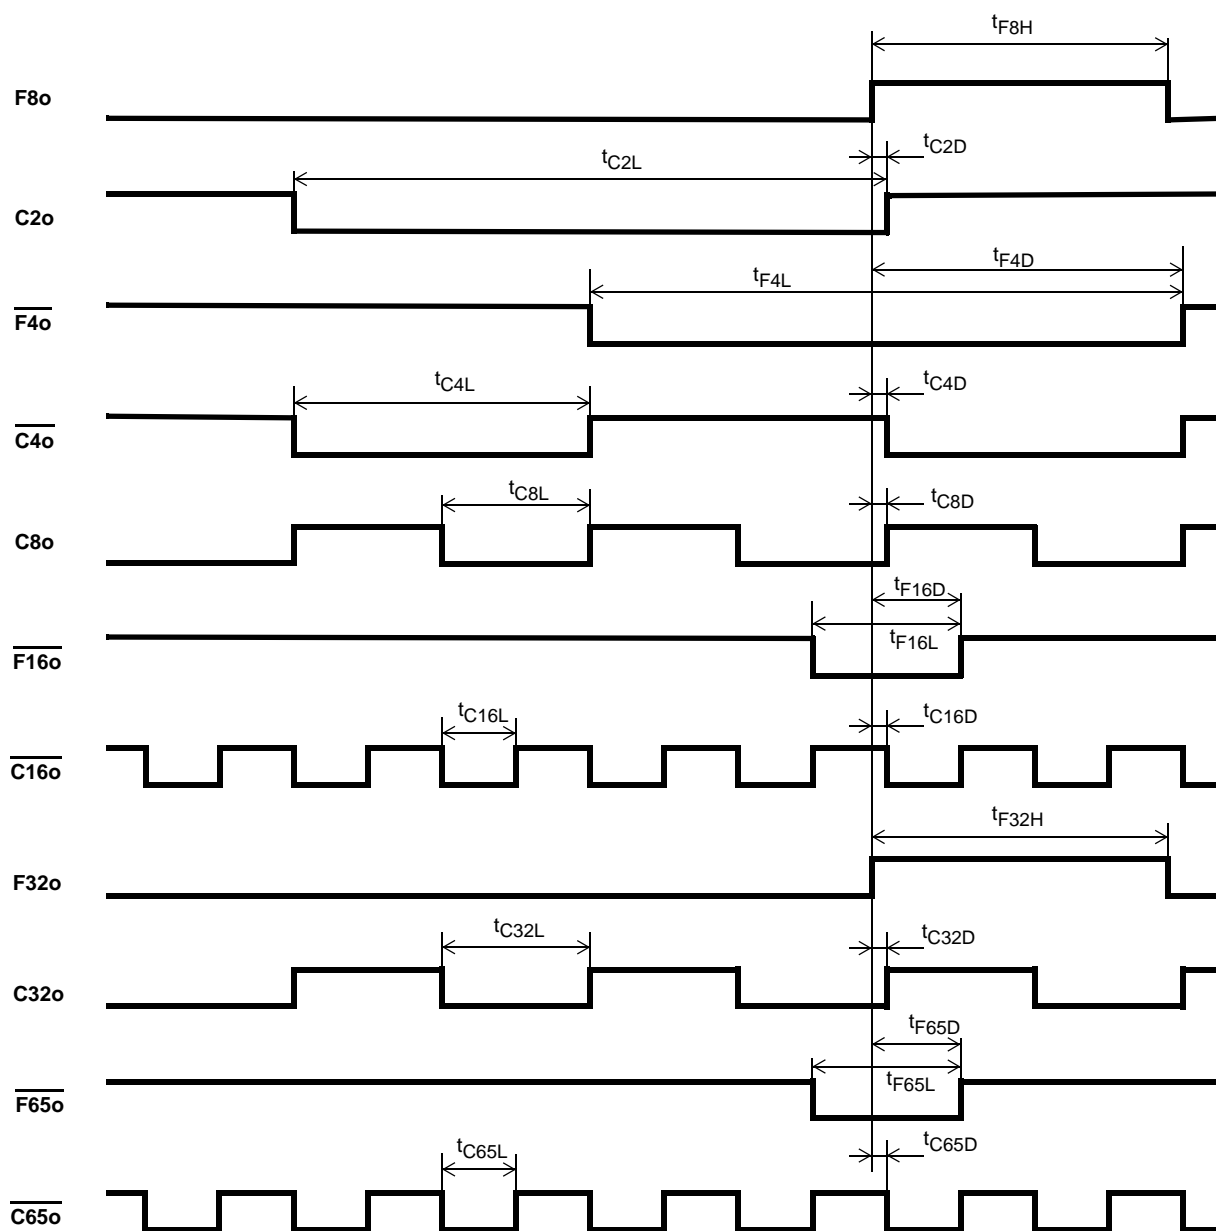 tF8H
F8o
tC2D
tC2L
C2o
tF4D
tF4L
F4o
tC4L
tC4D
C4o
tC8L
tC8D
C8o
tF16D
tF16L
F16o
tC16L
tC16D
C16o
tF32H
F32o
tC32L
tC32D
C32o
tF65D
tF65L
F65o
tC65L
tC65D
C65o